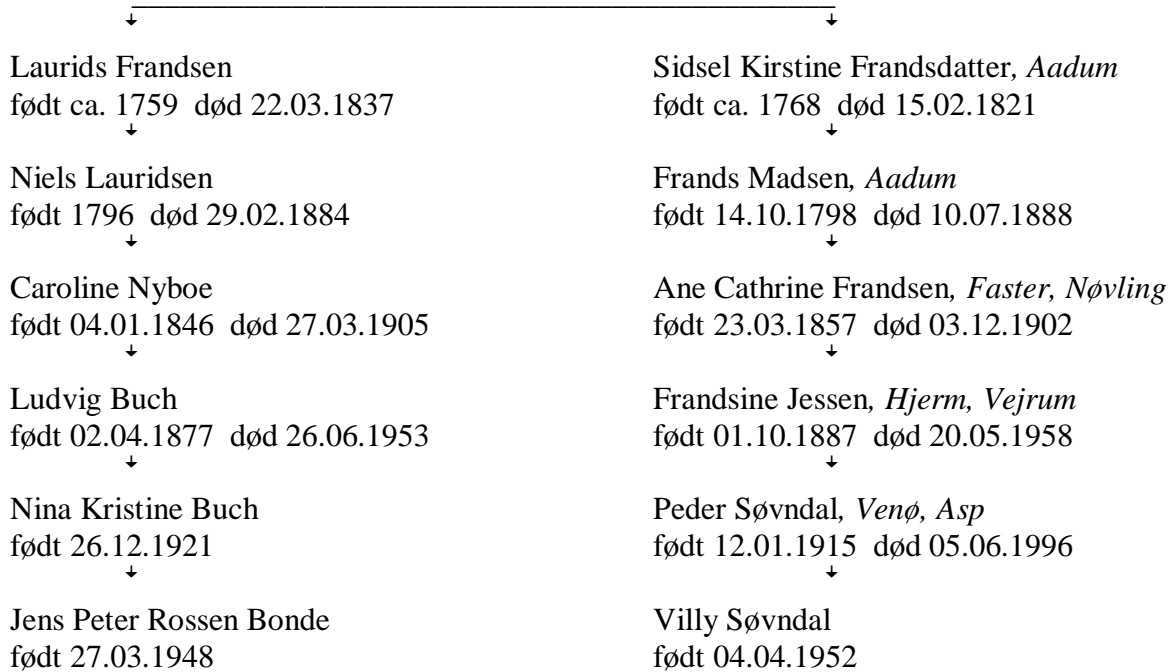 Laurids Frandsen
født ca. 1759 død 22.03.1837
Niels Lauridsen
født 1796 død 29.02.1884
Caroline Nyboe
født 04.01.1846 død 27.03.1905
Ludvig Buch
født 02.04.1877 død 26.06.1953
Nina Kristine Buch
født 26.12.1921
Jens Peter Rossen Bonde
født 27.03.1948
Sidsel Kirstine Frandsdatter, Aadum
født ca. 1768 død 15.02.1821
Frands Madsen, Aadum
født 14.10.1798 død 10.07.1888
Ane Cathrine Frandsen, Faster, Nøvling
født 23.03.1857 død 03.12.1902
Frandsine Jessen, Hjerm, Vejrum
født 01.10.1887 død 20.05.1958
Peder Søvndal, Venø, Asp
født 12.01.1915 død 05.06.1996
Villy Søvndal
født 04.04.1952